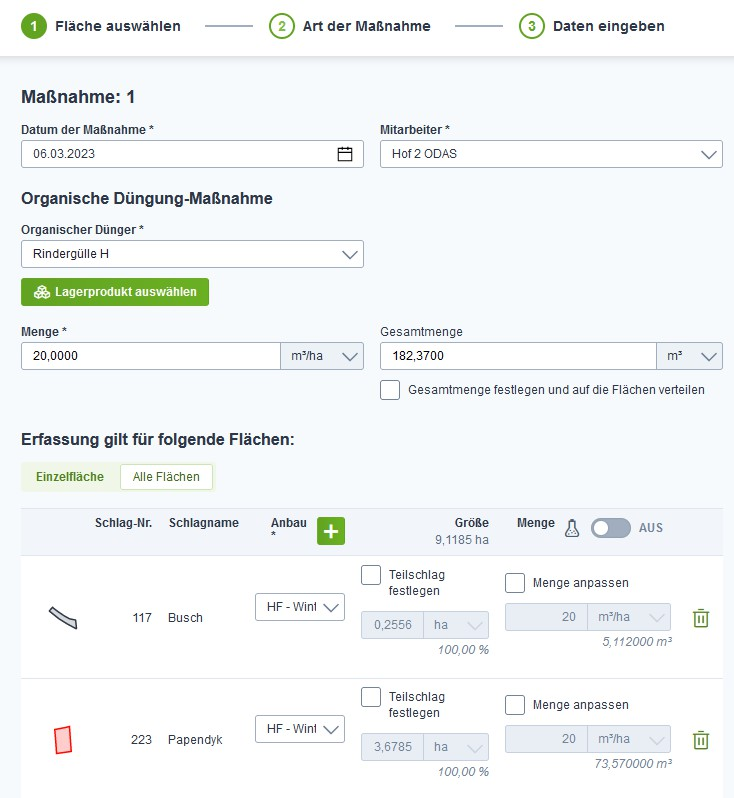 1 Fläche auswählen 2 Art der Maßnahme 3 Daten eingeben
Maßnahme: 1
Datum der Maßnahme * Mitarbeiter *
06.03.2023 Hof 2 ODAS
Organische Düngung-Maßnahme
Organischer Dünger *
Rindergülle H
Lagerprodukt auswählen
Menge * Gesamtmenge
20,0000 m³/ha 182,3700 m³
Gesamtmenge festlegen und auf die Flächen verteilen
Erfassung gilt für folgende Flächen:
Einzelfläche Alle Flächen
Schlag-Nr. Schlagname Anbau Größe Menge AUS
* 9,1185 ha
Teilschlag
festlegen Menge anpassen
117 Busch HF - Wint 0,2556 ha 20 m³/ha
100,00 % 5,112000 m³
Teilschlag
festlegen Menge anpassen
223 Papendyk HF - Wint 3,6785 ha 20 m³/ha
100,00 % 73,570000 m³